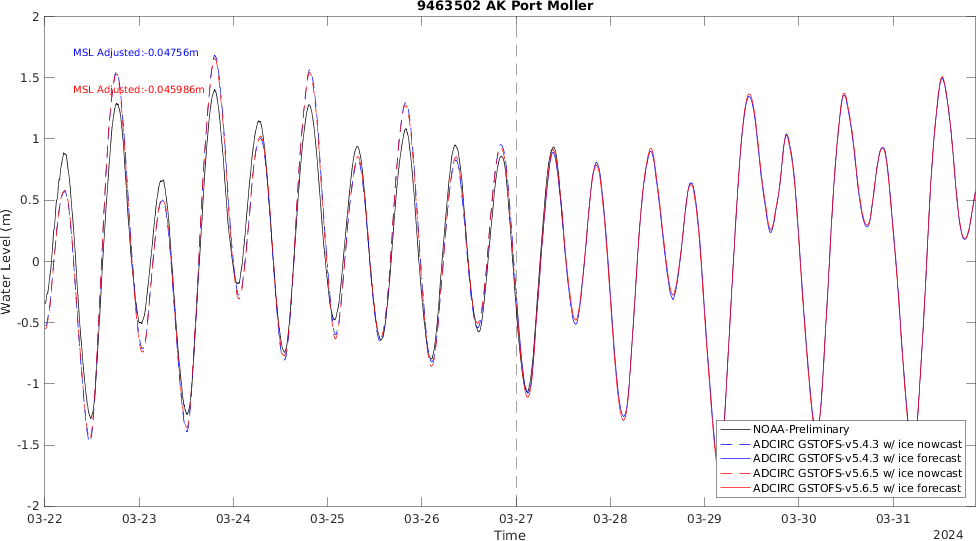 9463502 AK Port Moller
MSL Adjusted:-0.04756m
MSL Adjusted:-0.045986m
Water Level (m)
2
1.5
1
0.5
0
-0.5
-1
-1.5
-2
NOAA-Preliminary
ADCIRC GSTOFS-v5.4.3 w/ ice nowcast
ADCIRC GSTOFS-v5.4.3 w/ ice forecast
ADCIRC GSTOFS-v5.6.5 w/ ice nowcast
ADCIRC GSTOFS-v5.6.5 w/ ice forecast
03-22 03-23 03-24 03-25 03-26 03-27 03-28 03-29 03-30 03-31
Time
2024